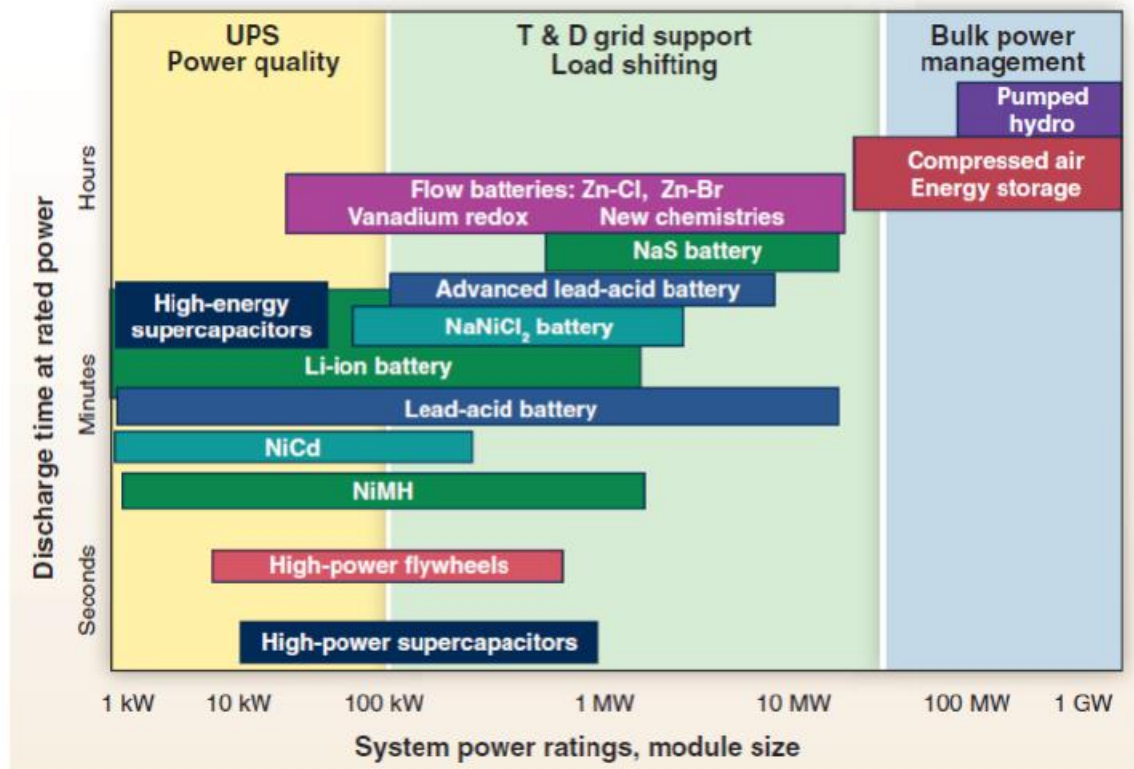 UPS
Power quality
T & D grid support
Load shifting
Bulk power
management
Pumped
hydro
Compressed air
Energy storage
Flow batteries: Zn-Cl, Zn-Br
Vanadium redox New chemistries
NaS battery
Advanced lead-acid battery
High-energy
supercapacitors
NaNiCl₂ battery
Li-ion battery
Lead-acid battery
NiCd
NiMH
High-power flywheels
High-power supercapacitors
Discharge time at rated power
Hours
Minutes
Seconds
1 kW 10 kW 100 kW 1 MW 10 MW 100 MW 1 GW
System power ratings, module size